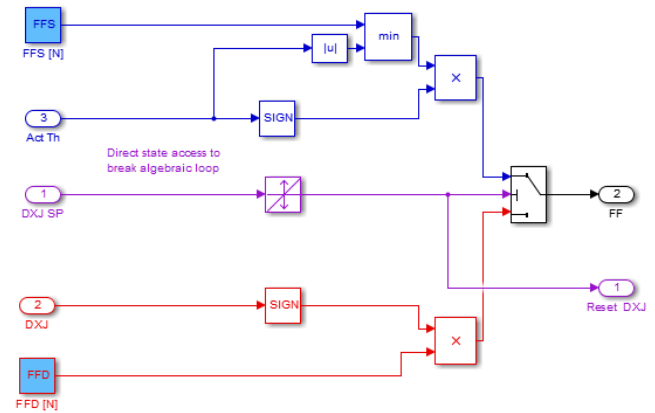 FFS
FFS [N]
|u|
min
×
3
Act Th
SIGN
Direct state access to
break algebraic loop
1
DXJ SP
2
FF
1
Reset DXJ
2
DXJ
SIGN
×
FFD
FFD [N]